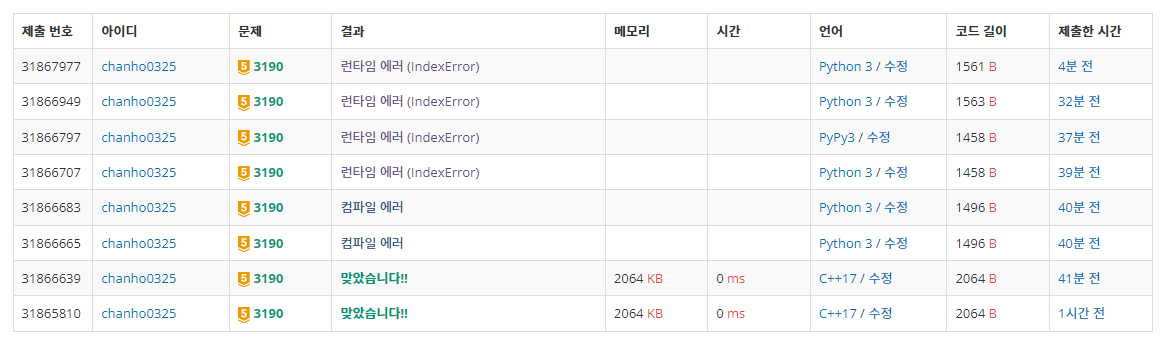 제출 번호 아이디 문제 결과 메모리 시간 언어 코드 길이 제출한 시간
31867977 chanho0325 5 3190 런타임 에러 (IndexError) Python 3 / 수정 1561 B 4분 전
31866949 chanho0325 5 3190 런타임 에러 (IndexError) Python 3 / 수정 1563 B 32분 전
31866797 chanho0325 5 3190 런타임 에러 (IndexError) PyPy3 / 수정 1458 B 37분 전
31866707 chanho0325 5 3190 런타임 에러 (IndexError) Python 3 / 수정 1458 B 39분 전
31866683 chanho0325 5 3190 컴파일 에러 Python 3 / 수정 1496 B 40분 전
31866665 chanho0325 5 3190 컴파일 에러 Python 3 / 수정 1496 B 40분 전
31866639 chanho0325 5 3190 맞았습니다!! 2064 KB 0 ms C++17 / 수정 2064 B 41분 전
31865810 chanho0325 5 3190 맞았습니다!! 2064 KB 0 ms C++17 / 수정 2064 B 1시간 전